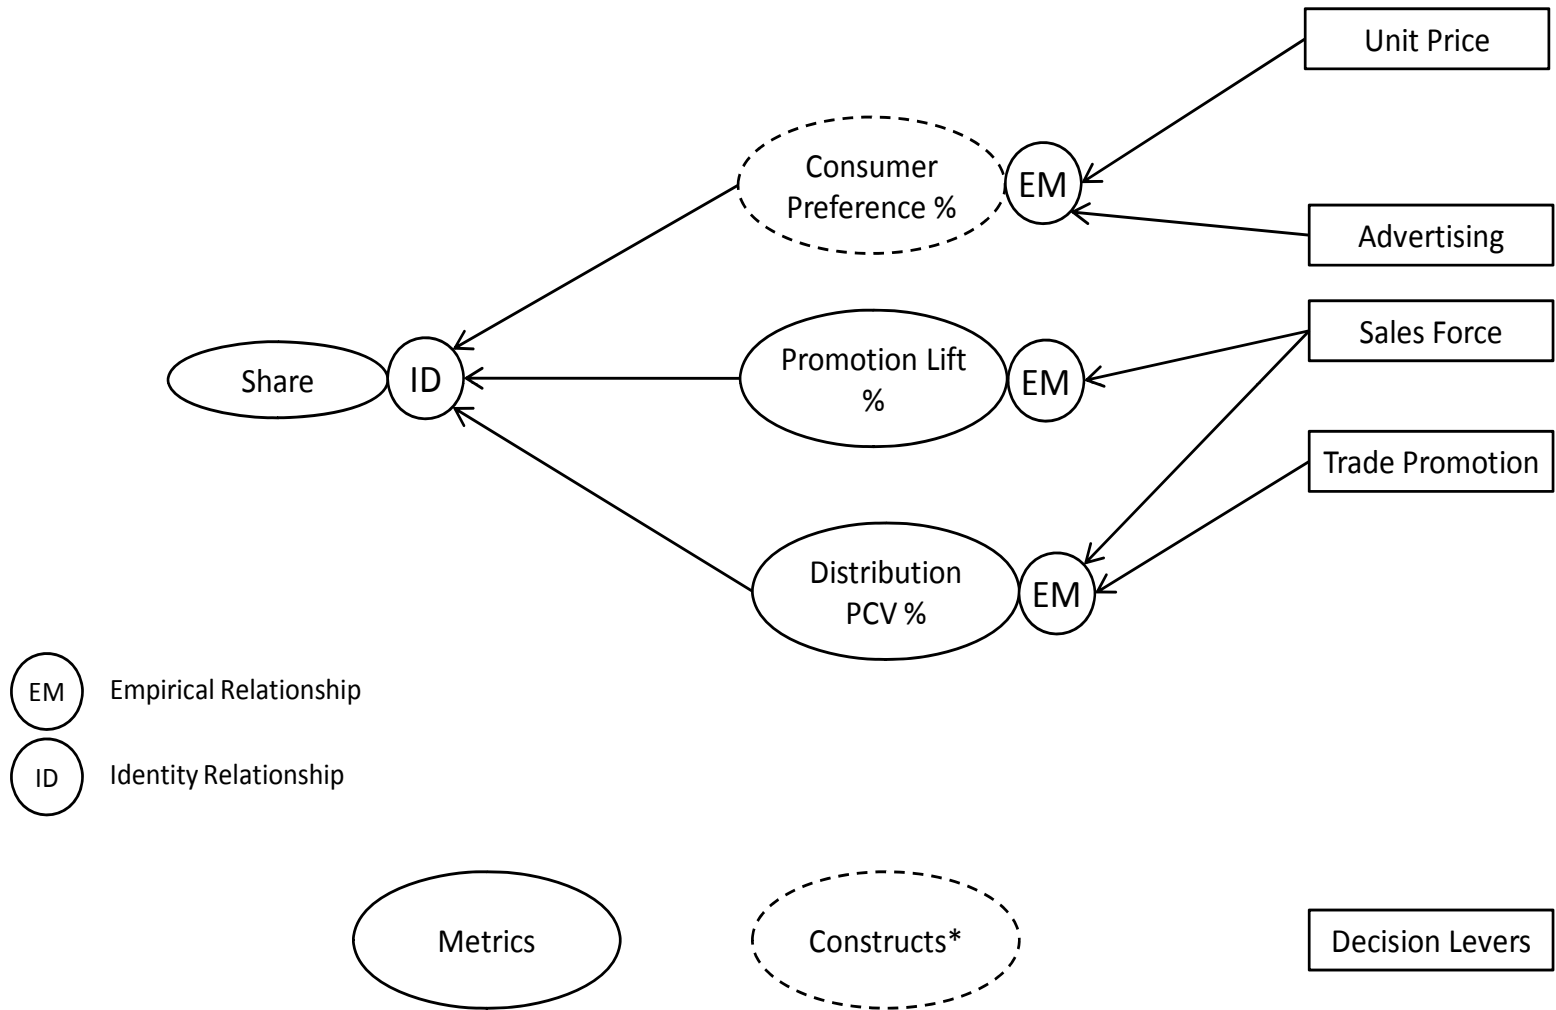 Unit Price
Consumer
Preference %
EM
Advertising
Share
ID
Promotion Lift
%
EM
Sales Force
Trade Promotion
Distribution
PCV %
EM
EM
Empirical Relationship
ID
Identity Relationship
Metrics
Constructs*
Decision Levers